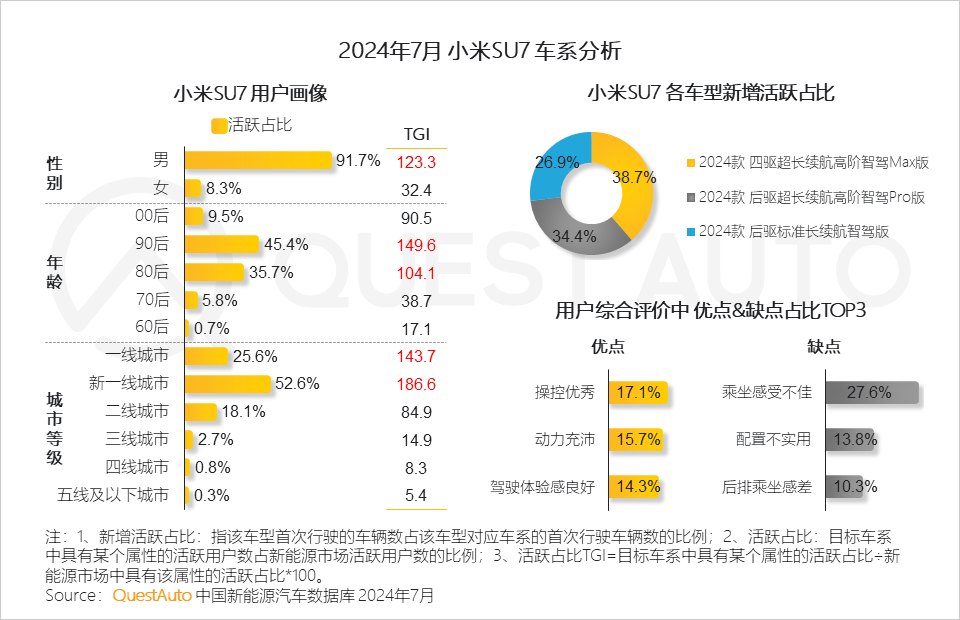 2024年7月 小米SU7 车系分析
小米SU7 用户画像
活跃占比
TGI
性别
男 91.7% 123.3
女 8.3% 32.4
年龄
00后 9.5% 90.5
90后 45.4% 149.6
80后 35.7% 104.1
70后 5.8% 38.7
60后 0.7% 17.1
城市等级
一线城市 25.6% 143.7
新一线城市 52.6% 186.6
二线城市 18.1% 84.9
三线城市 2.7% 14.9
四线城市 0.8% 8.3
五线及以下城市 0.3% 5.4
小米SU7 各车型新增活跃占比
26.9%
38.7%
34.4%
2024款 四驱超长续航高阶智驾Max版
2024款 后驱超长续航高阶智驾Pro版
2024款 后驱标准长续航智驾版
用户综合评价中 优点&缺点占比TOP3
优点
操控优秀 17.1%
动力充沛 15.7%
驾驶体验感良好 14.3%
缺点
乘坐感受不佳 27.6%
配置不实用 13.8%
后排乘坐感差 10.3%
注：1、新增活跃占比：指该车型首次行驶的车辆数占该车型对应车系的首次行驶车辆数的比例；2、活跃占比：目标车系
中具有某个属性的活跃用户数占新能源市场活跃用户数的比例；3、活跃占比TGI=目标车系中具有某个属性的活跃占比÷新
能源市场中具有该属性的活跃占比*100。
Source：QuestAuto 中国新能源汽车数据库 2024年7月
QUEST AUTO